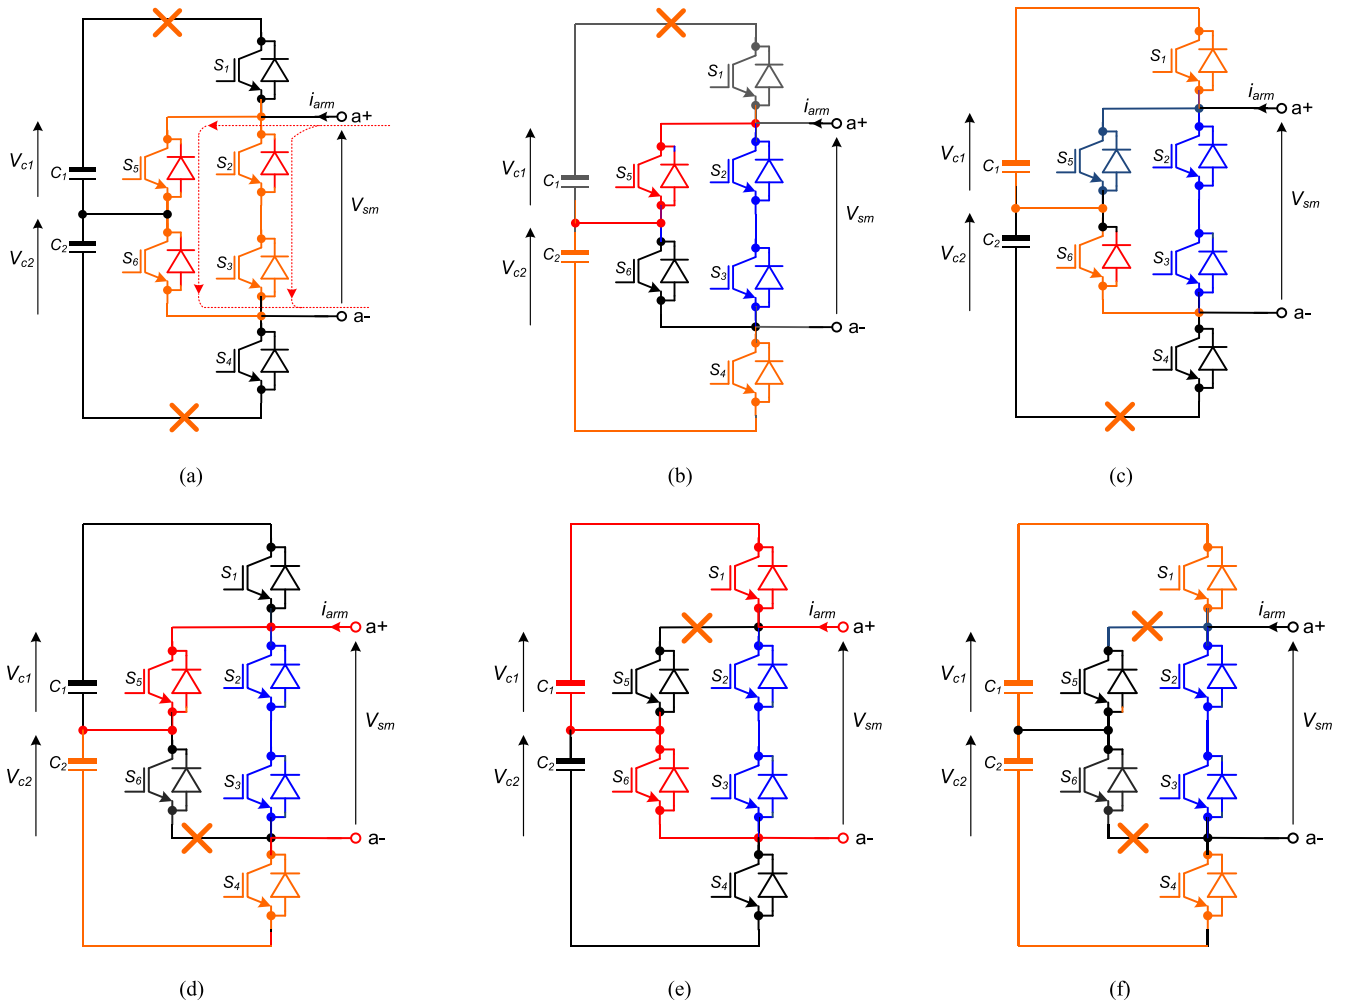 S1
iarm
a+
Vc1
C1
S5
S2
Vsm
Vc2
C2
S6
S3
a-
S4
(a)
S1
iarm
a+
Vc1
C1
S5
S2
Vsm
Vc2
C2
S6
S3
a-
S4
(b)
S1
iarm
a+
Vc1
C1
S5
S2
Vsm
Vc2
C2
S6
S3
a-
S4
(c)
S1
iarm
a+
Vc1
C1
S5
S2
Vsm
Vc2
C2
S6
S3
a-
S4
(d)
S1
iarm
a+
Vc1
C1
S5
S2
Vsm
Vc2
C2
S6
S3
a-
S4
(e)
S1
iarm
a+
Vc1
C1
S5
S2
Vsm
Vc2
C2
S6
S3
a-
S4
(f)